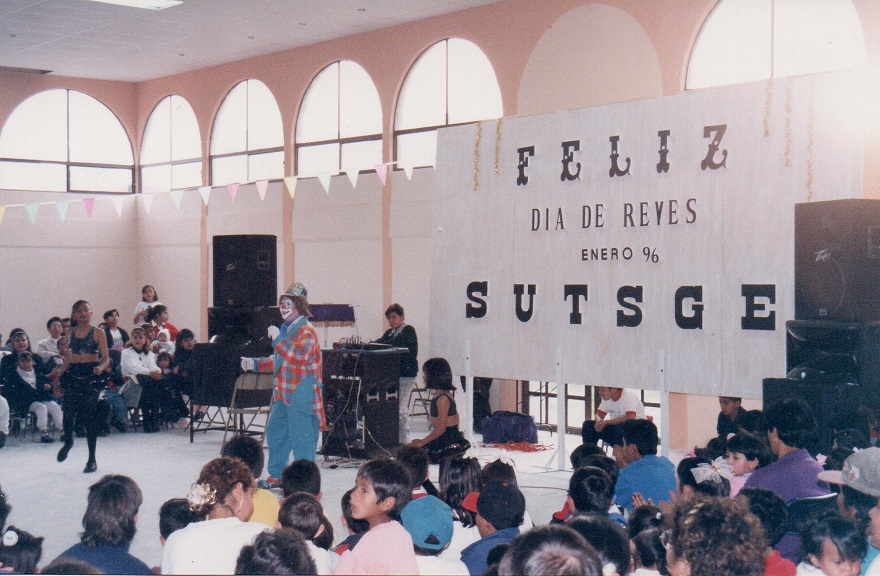 FELIZ
DIA DE REYES
ENERO 96
SUTSGE